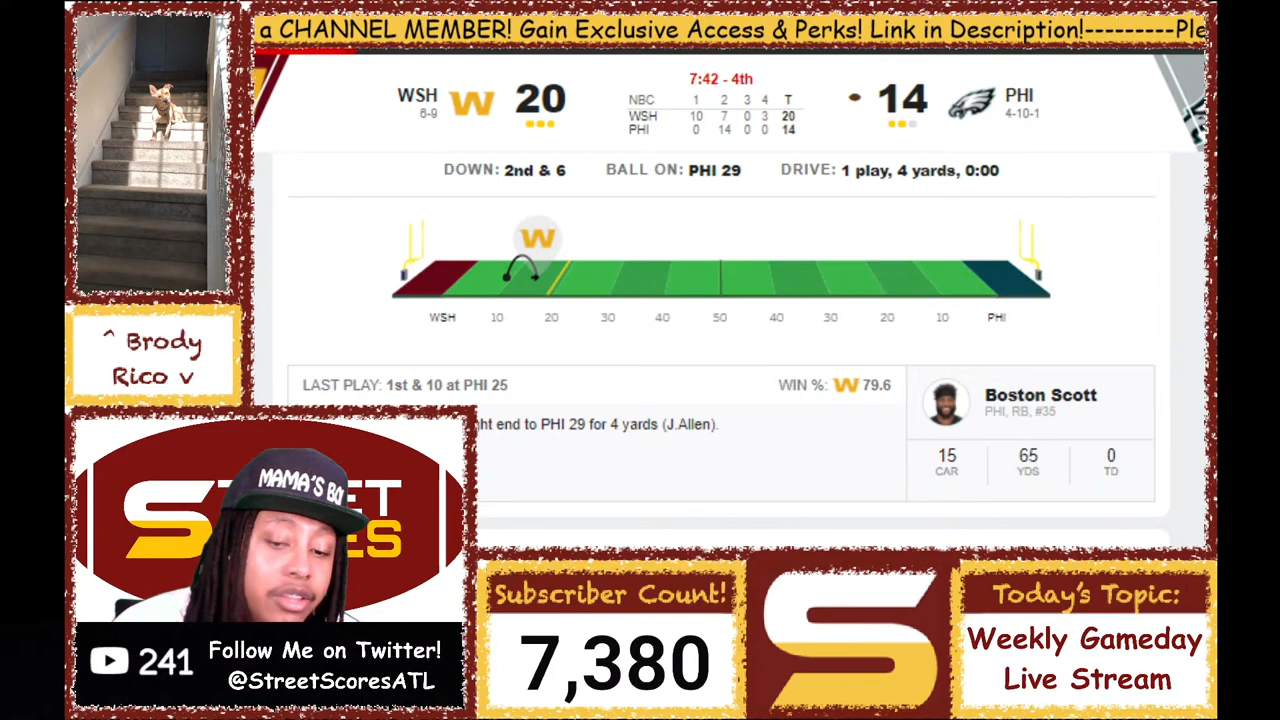 a CHANNEL MEMBER! Gain Exclusive Access & Perks! Link in Description!---------Ple
7:42 - 4th
WSH W 20
6-9
NBC 1 2 3 4 T
WSH 10 7 0 3 20
PHI 0 14 0 0 14
14 PHI
4-10-1
DOWN: 2nd & 6 BALL ON: PHI 29 DRIVE: 1 play, 4 yards, 0:00
W
WSH 10 20 30 40 50 40 30 20 10 PHI
^ Brody
Rico v
LAST PLAY: 1st & 10 at PHI 25 WIN %: W 79.6
ht end to PHI 29 for 4 yards (J.Allen).
Boston Scott
PHI, RB, #35
15 65 0
CAR YDS TD
MAMA'S BO
S ET
ES
241
Follow Me on Twitter!
@StreetScoresATL
Subscriber Count!
7,380
S
Today's Topic:
Weekly Gameday
Live Stream